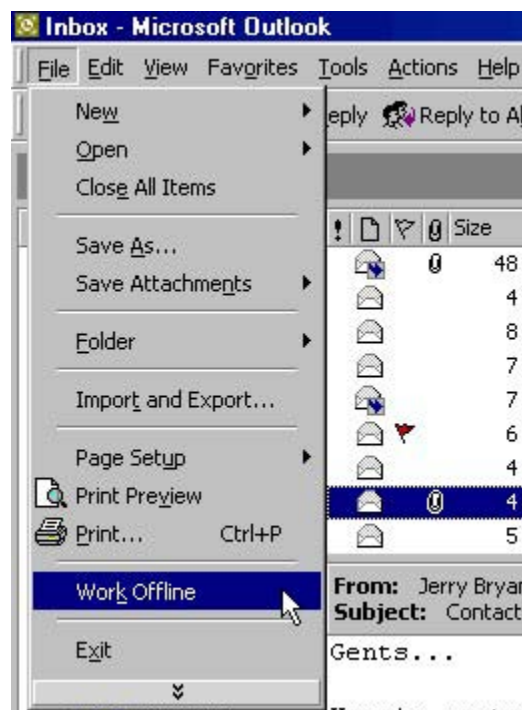 Inbox - Microsoft Outlook
File Edit View Favorites Tools Actions Help
New
eply Reply to Al
Open
Close All Items
! Size
Save As...
48
Save Attachments
4
8
Folder
7
Import and Export...
7
6
Page Setup
4
Print Preview
4
Print... Ctrl+P
5
Work Offline
From: Jerry Bryan
Subject: Contact
Exit
Gents...